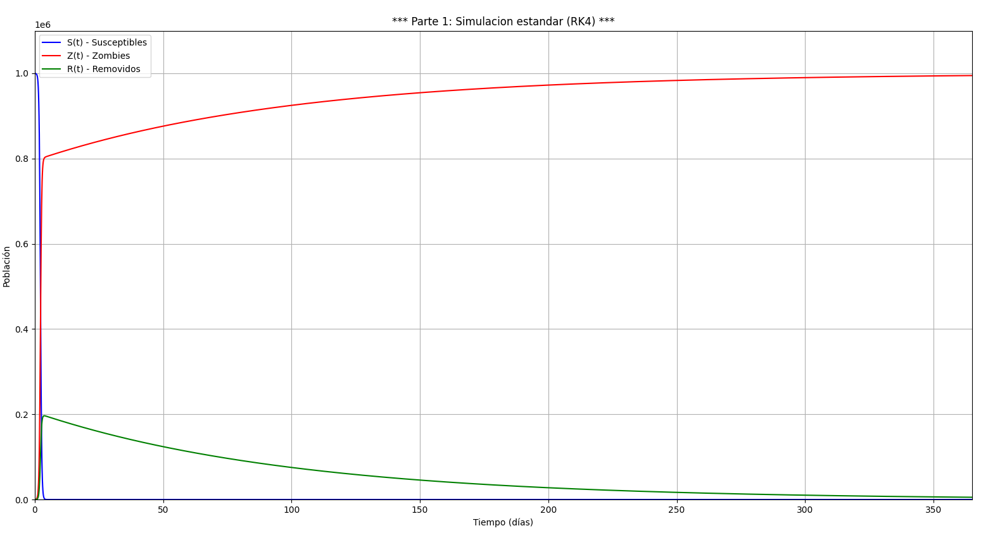 *** Parte 1: Simulacion estandar (RK4) ***
1e6
S(t) - Susceptibles
Z(t) - Zombies
R(t) - Removidos
1.0
0.8
0.6
0.4
0.2
0.0
Población
0 50 100 150 200 250 300 350
Tiempo (días)